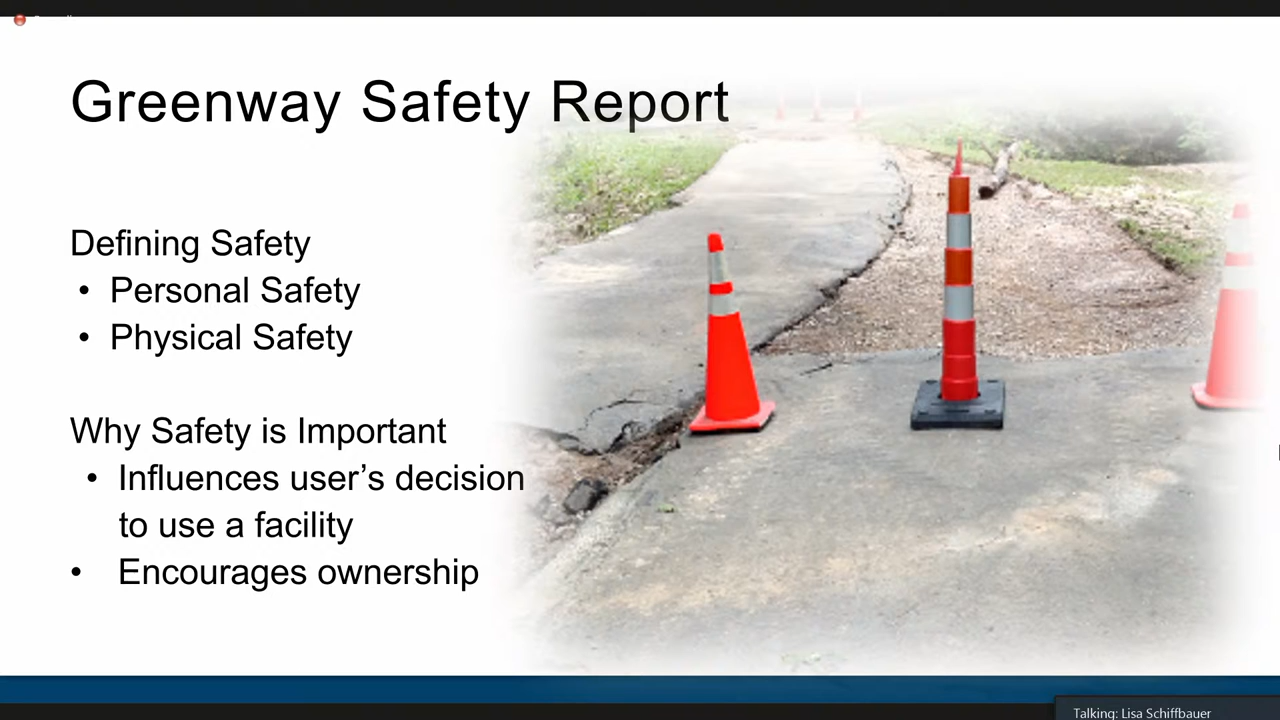 Greenway Safety Report
Defining Safety
• Personal Safety
• Physical Safety
Why Safety is Important
• Influences user’s decision
to use a facility
• Encourages ownership
Talking: Lisa Schiffbauer